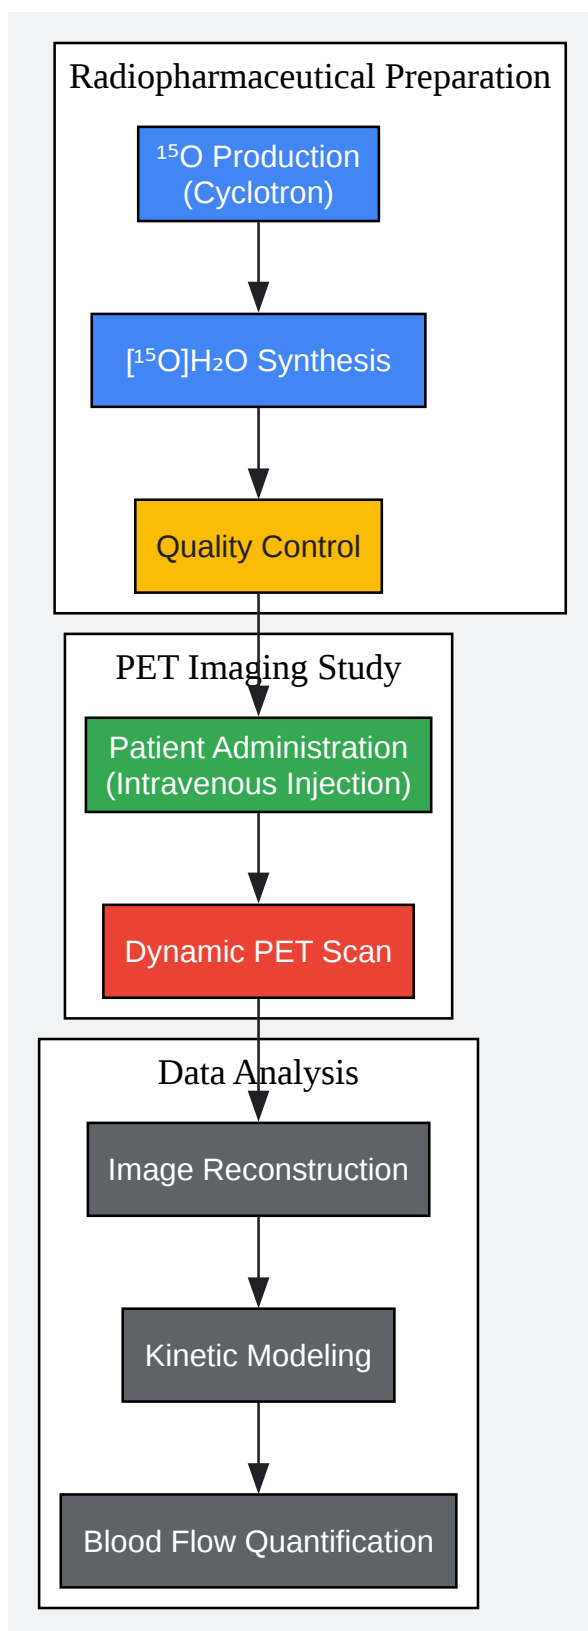 Radiopharmaceutical Preparation
¹⁵O Production
(Cyclotron)
[¹⁵O]H₂O Synthesis
Quality Control
PET Imaging Study
Patient Administration
(Intravenous Injection)
Dynamic PET Scan
Data Analysis
Image Reconstruction
Kinetic Modeling
Blood Flow Quantification